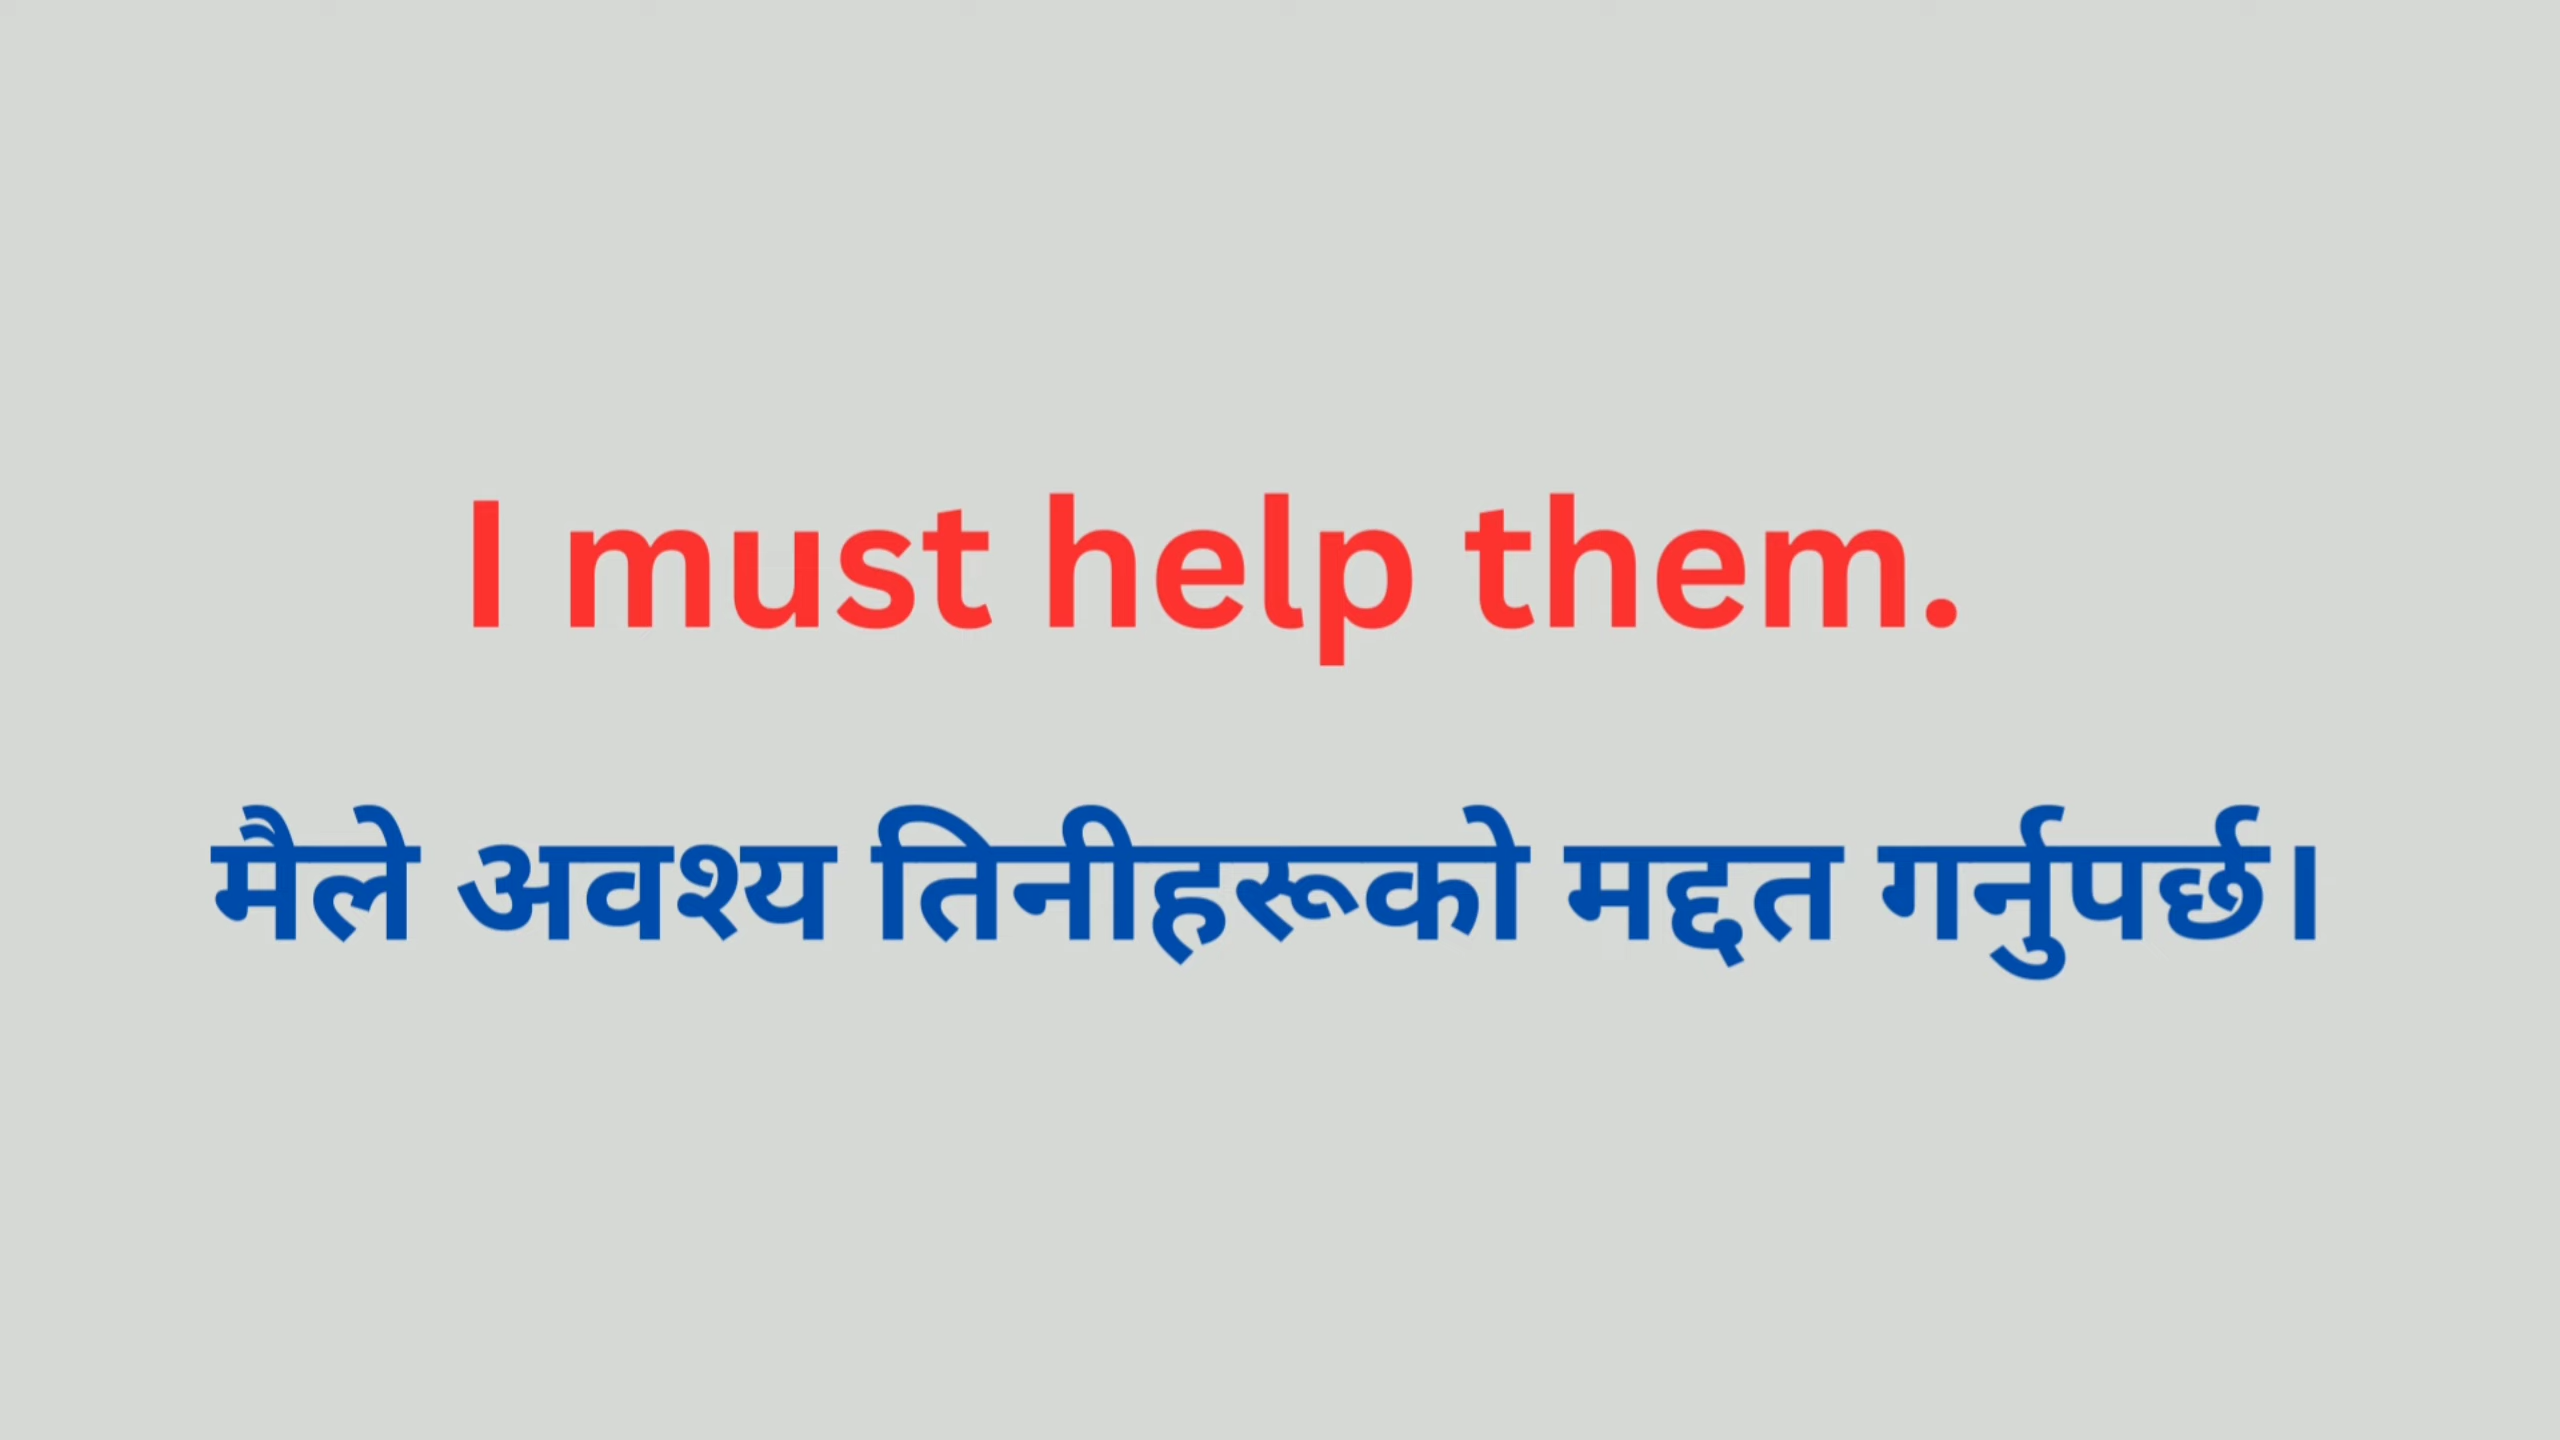 I must help them.
मैले अवश्य तिनीहरूको मद्दत गर्नुपर्छ।